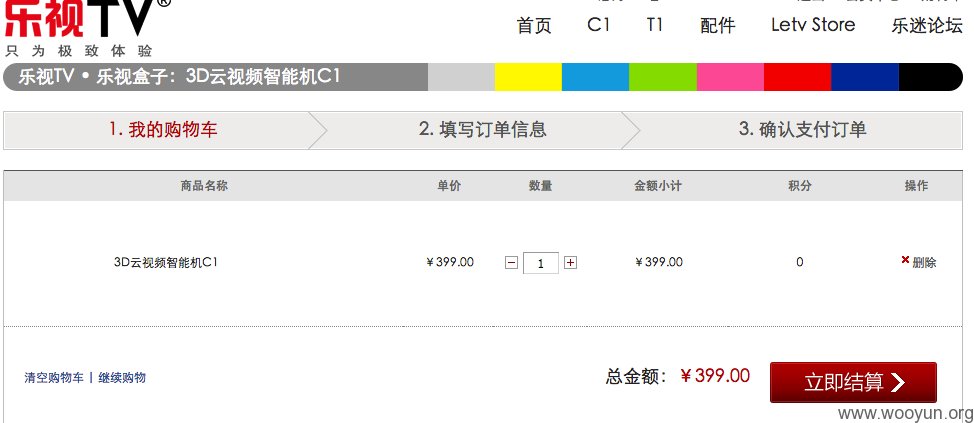 乐视TV®
只为极致体验
首页 C1 T1 配件 Letv Store 乐迷论坛
乐视TV • 乐视盒子：3D云视频智能机C1
1. 我的购物车 2. 填写订单信息 3. 确认支付订单
商品名称 单价 数量 金额小计 积分 操作
3D云视频智能机C1 ￥399.00 1 ￥399.00 0 删除
清空购物车 | 继续购物 总金额：￥399.00 立即结算
www.wooyun.org